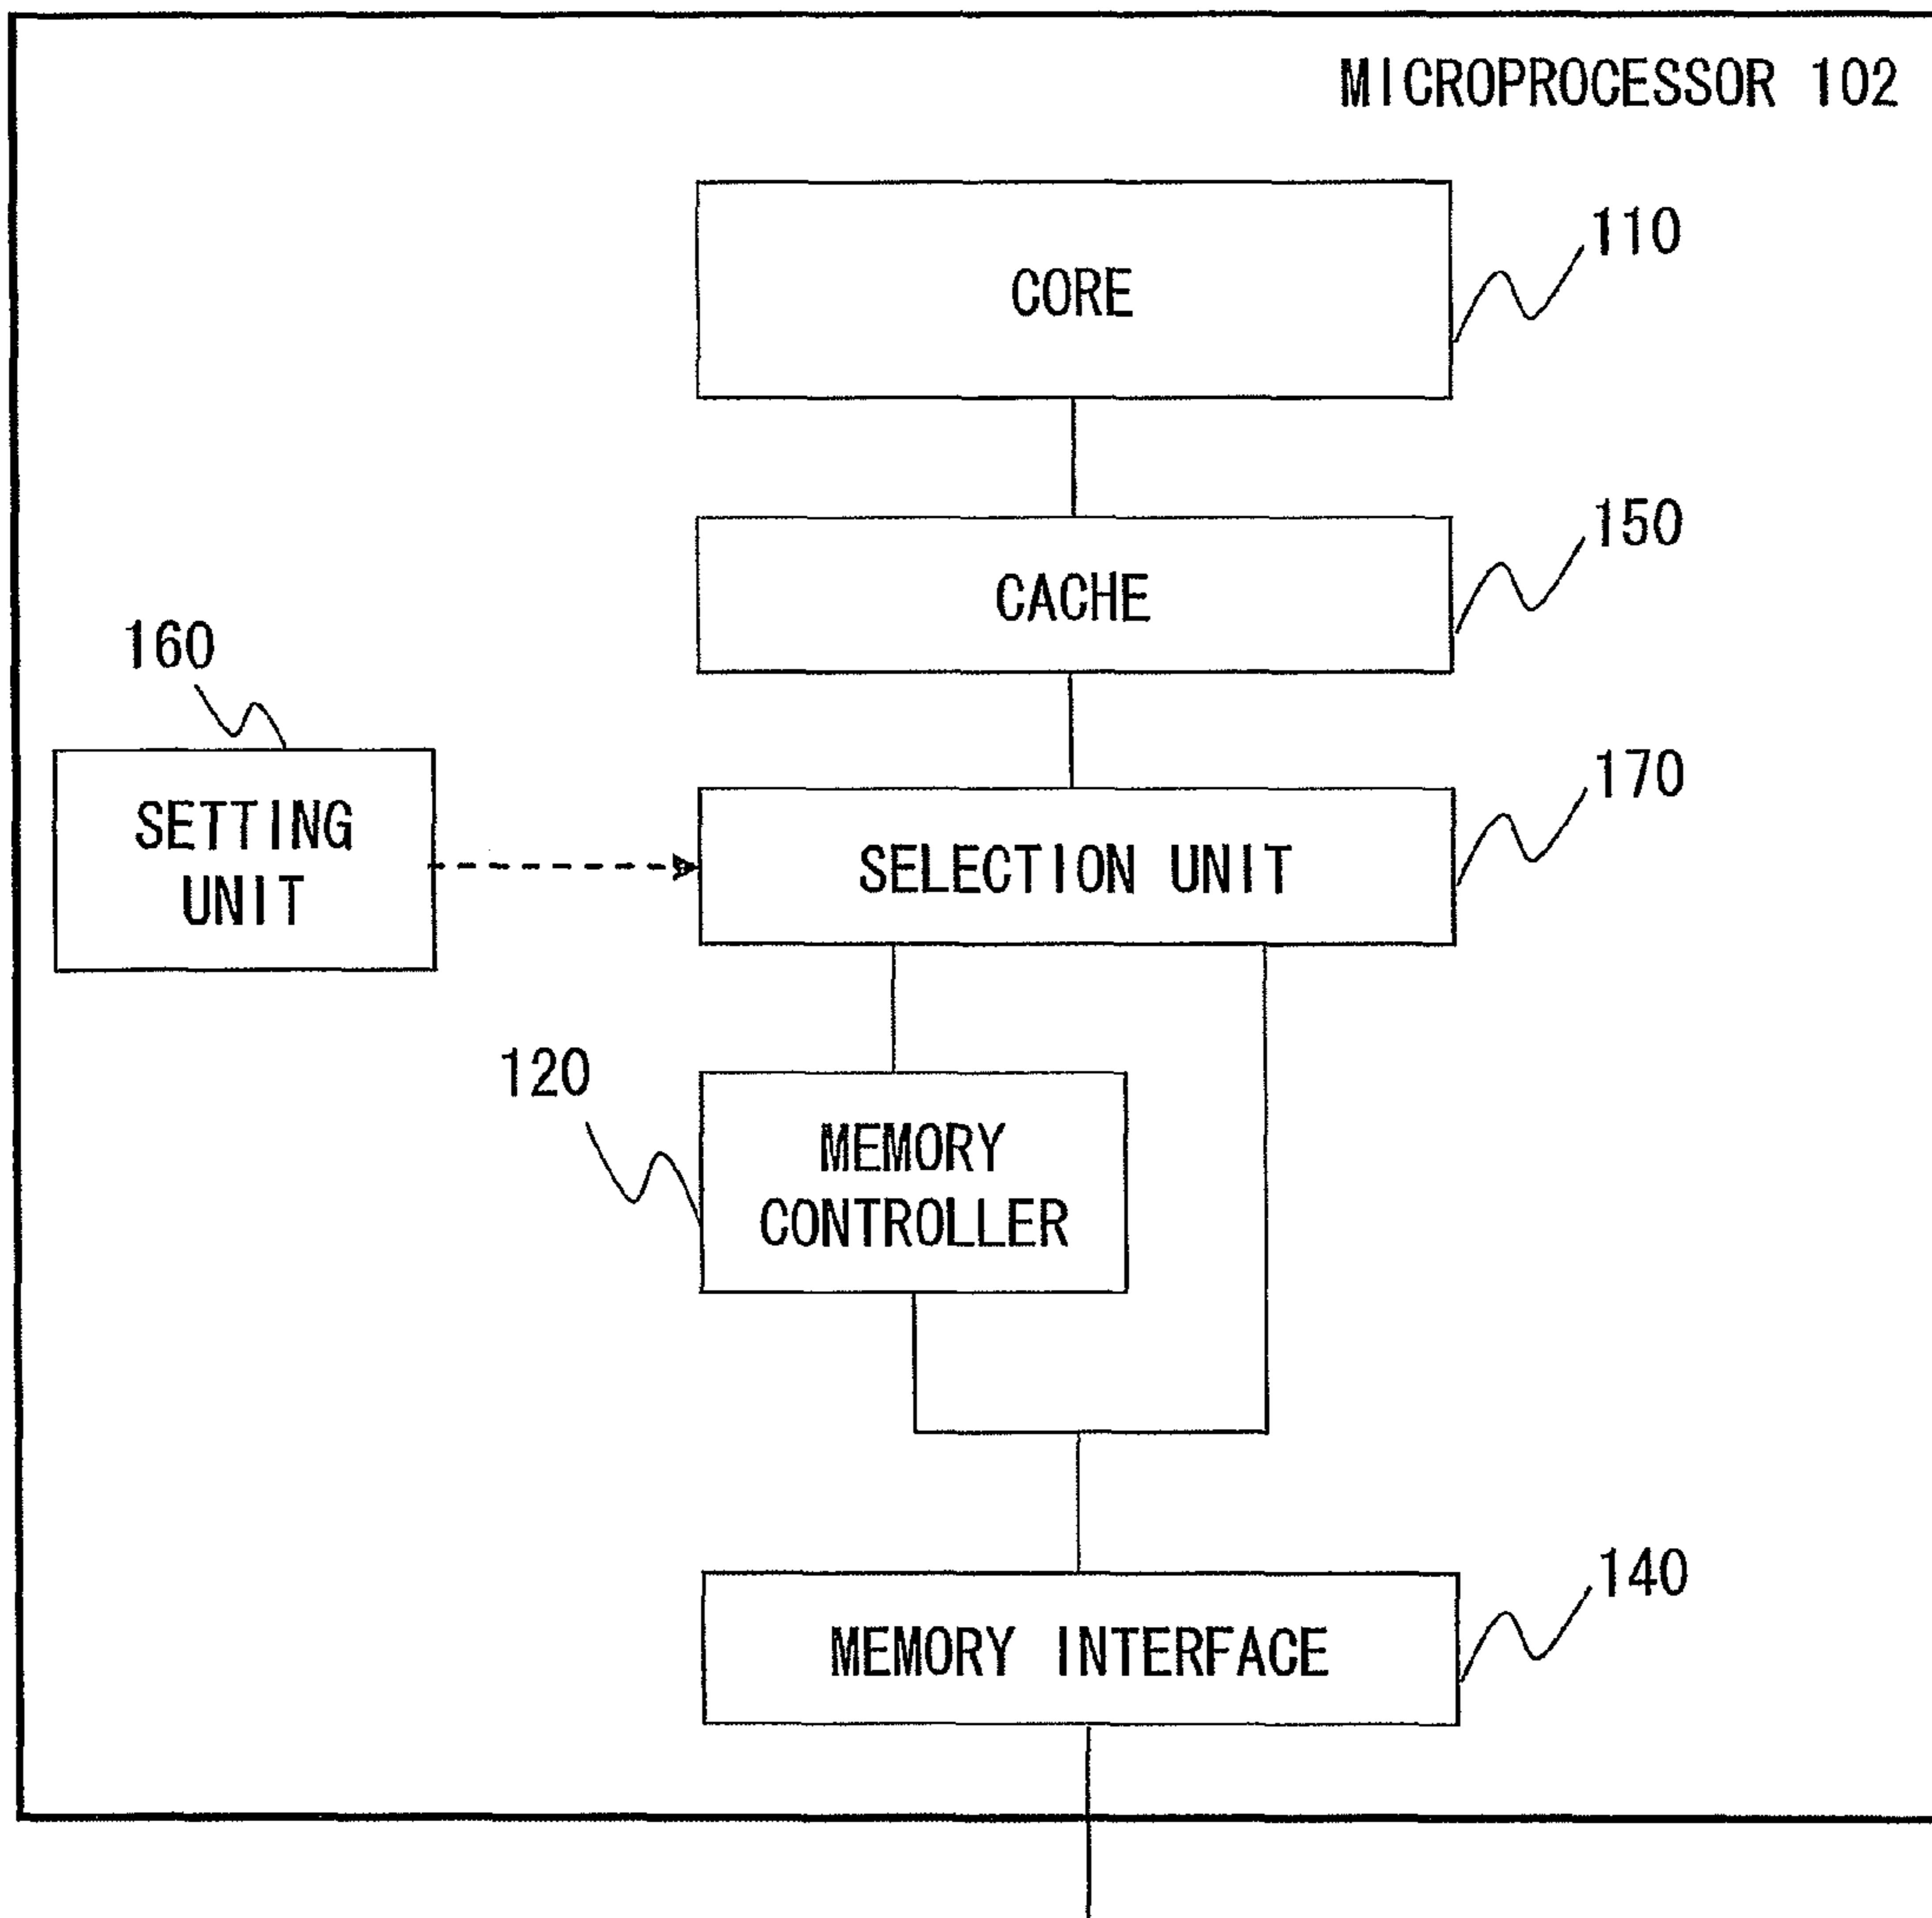 MICROPROCESSOR 102
CORE
110
CACHE
150
160
SETTING
UNIT
SELECTION UNIT
170
120
MEMORY
CONTROLLER
MEMORY INTERFACE
140